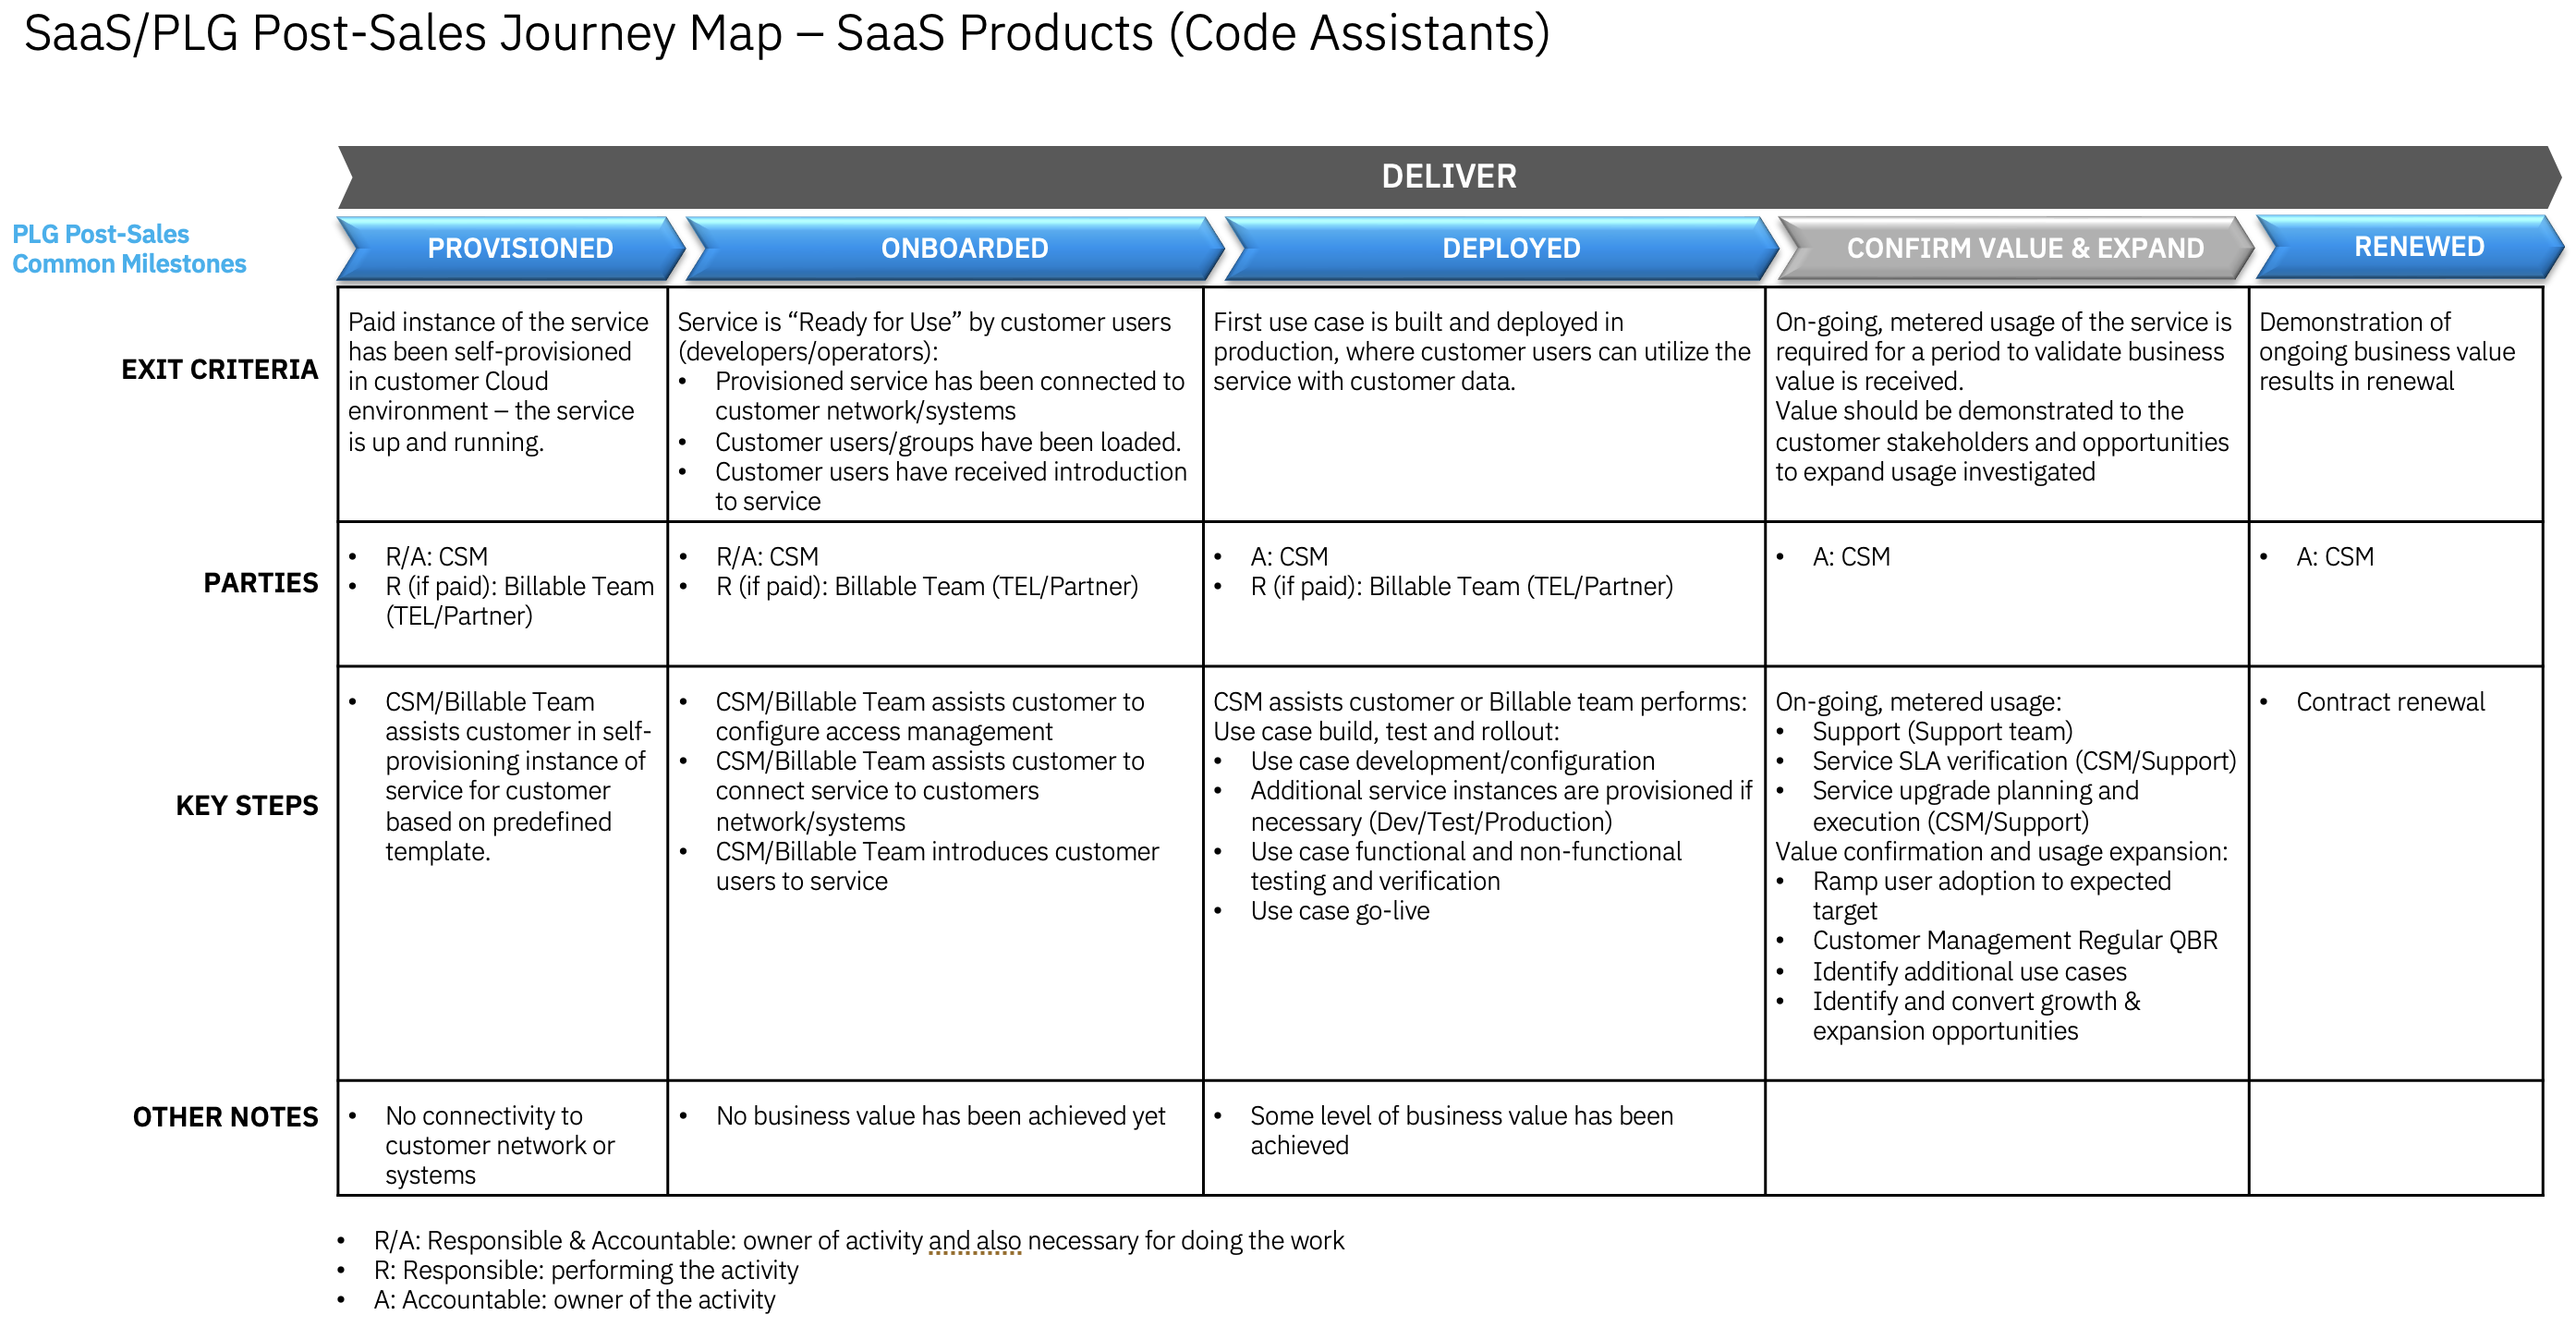 SaaS/PLG Post-Sales Journey Map – SaaS Products (Code Assistants)
DELIVER
PLG Post-Sales
Common Milestones
PROVISIONED
ONBOARDED
DEPLOYED
CONFIRM VALUE & EXPAND
RENEWED
EXIT CRITERIA
Paid instance of the service
has been self-provisioned
in customer Cloud
environment – the service
is up and running.
Service is “Ready for Use” by customer users
(developers/operators):
• Provisioned service has been connected to
customer network/systems
• Customer users/groups have been loaded.
• Customer users have received introduction
to service
First use case is built and deployed in
production, where customer users can utilize the
service with customer data.
On-going, metered usage of the service is
required for a period to validate business
value is received.
Value should be demonstrated to the
customer stakeholders and opportunities
to expand usage investigated
Demonstration of
ongoing business value
results in renewal
PARTIES
• R/A: CSM
• R (if paid): Billable Team
(TEL/Partner)
• R/A: CSM
• R (if paid): Billable Team (TEL/Partner)
• A: CSM
• R (if paid): Billable Team (TEL/Partner)
• A: CSM
• A: CSM
KEY STEPS
• CSM/Billable Team
assists customer in self-
provisioning instance of
service for customer
based on predefined
template.
• CSM/Billable Team assists customer to
configure access management
• CSM/Billable Team assists customer to
connect service to customers
network/systems
• CSM/Billable Team introduces customer
users to service
CSM assists customer or Billable team performs:
Use case build, test and rollout:
• Use case development/configuration
• Additional service instances are provisioned if
necessary (Dev/Test/Production)
• Use case functional and non-functional
testing and verification
• Use case go-live
On-going, metered usage:
• Support (Support team)
• Service SLA verification (CSM/Support)
• Service upgrade planning and
execution (CSM/Support)
Value confirmation and usage expansion:
• Ramp user adoption to expected
target
• Customer Management Regular QBR
• Identify additional use cases
• Identify and convert growth &
expansion opportunities
• Contract renewal
OTHER NOTES
• No connectivity to
customer network or
systems
• No business value has been achieved yet
• Some level of business value has been
achieved
• R/A: Responsible & Accountable: owner of activity and also necessary for doing the work
• R: Responsible: performing the activity
• A: Accountable: owner of the activity